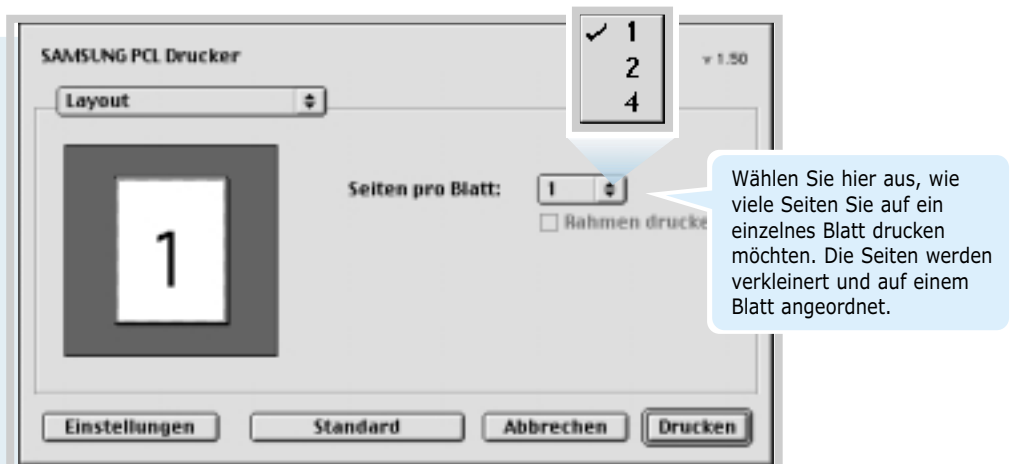 SAMSUNG PCL Drucker
v 1.50
✓ 1
2
4
Layout
1
Seiten pro Blatt:
1
Rahmen drucke
Wählen Sie hier aus, wie
viele Seiten Sie auf ein
einzelnes Blatt drucken
möchten. Die Seiten werden
verkleinert und auf einem
Blatt angeordnet.
Einstellungen
Standard
Abbrechen
Drucken